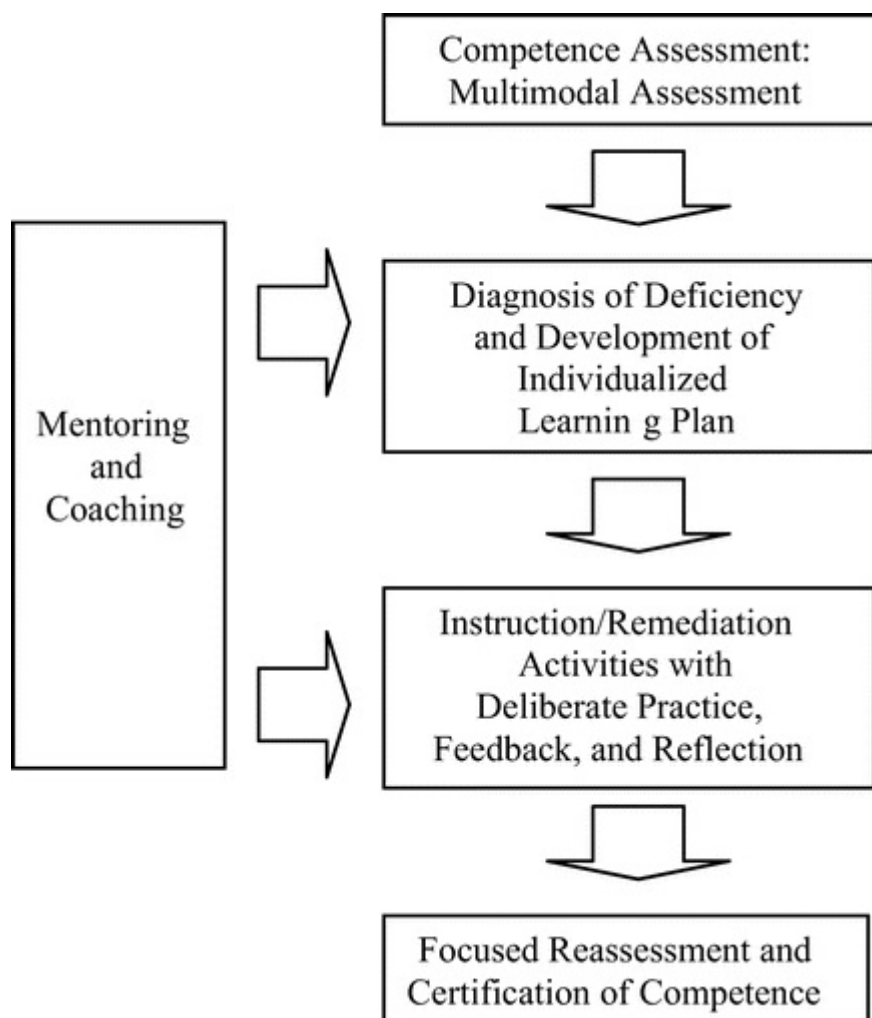 Competence Assessment:
Multimodal Assessment
Mentoring
and
Coaching
Diagnosis of Deficiency
and Development of
Individualized
Learnin g Plan
Instruction/Remediation
Activities with
Deliberate Practice,
Feedback, and Reflection
Focused Reassessment and
Certification of Competence